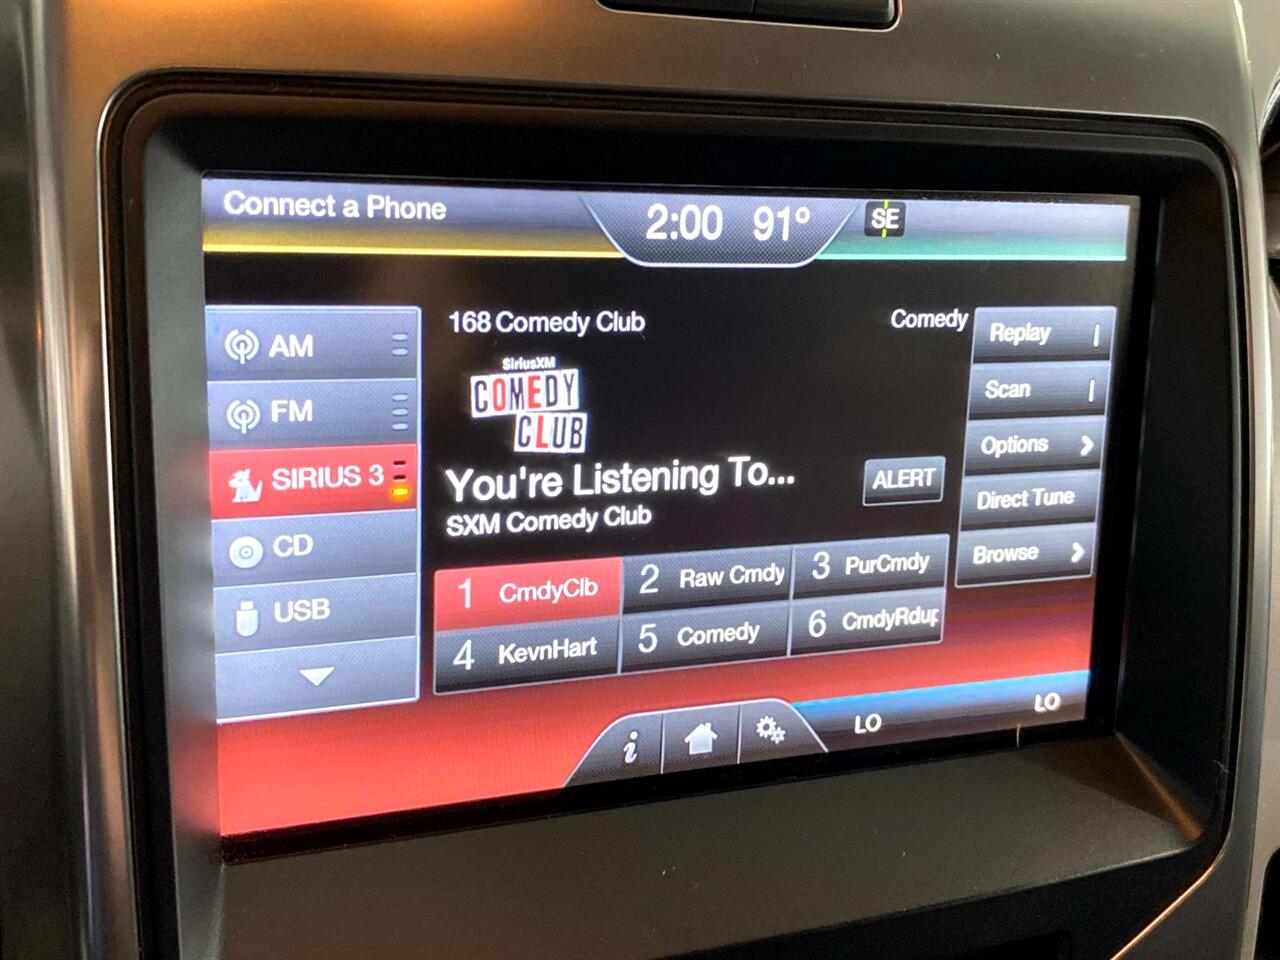 Connect a Phone
2:00 91° SE
AM
FM
SIRIUS 3
CD
USB
168 Comedy Club
Comedy
SiriusXM
COMEDY
CLUB
You're Listening To...
SXM Comedy Club
ALERT
1 CmdyClb
2 Raw Cmdy
3 PurCmdy
4 KevnHart
5 Comedy
6 CmdyRdup
Replay
Scan
Options
Direct Tune
Browse
i
LO
LO